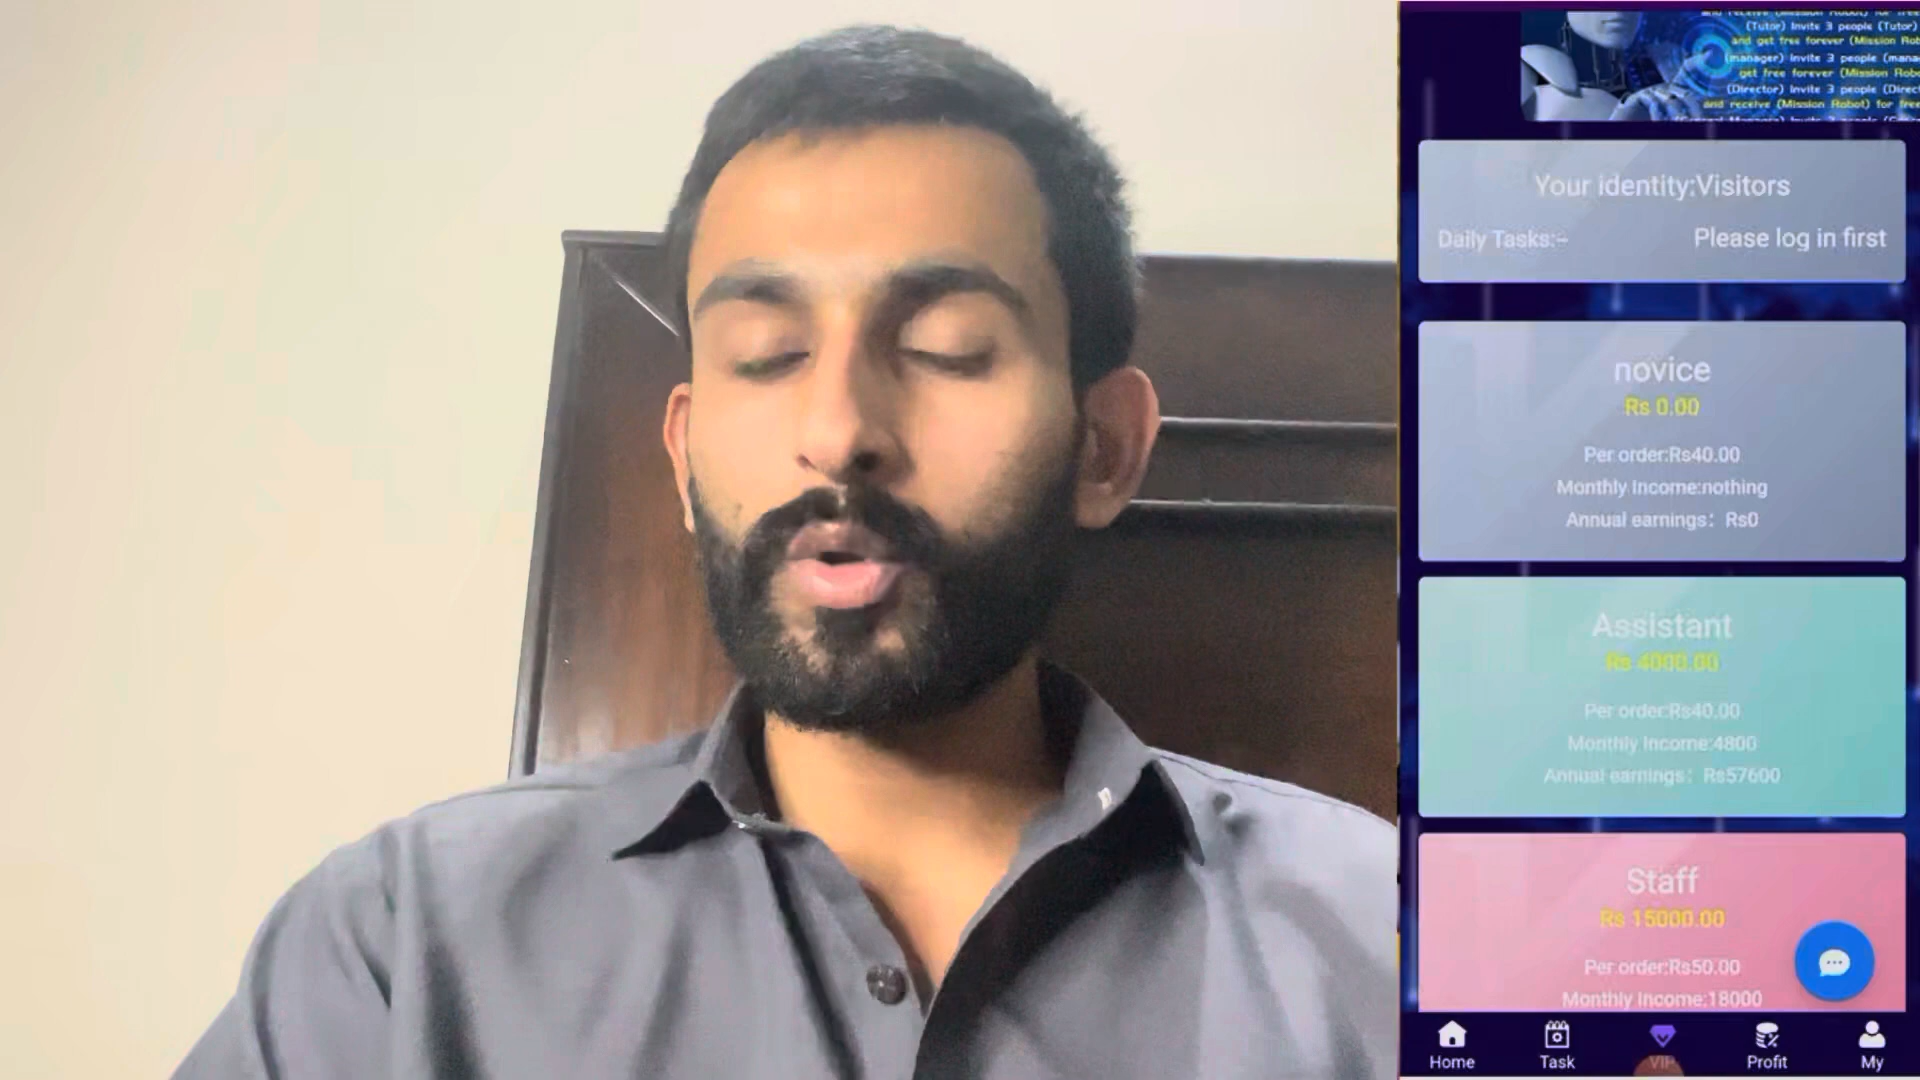 (Tutor) Invite 3 people (Tutor)
and get free forever (Mission Rob
(manager) Invite 3 people (mana
get free forever (Mission Robo
(Director) Invite 3 people (Direct
and receive (Mission Robot) for free
Your identity:Visitors
Daily Tasks:-
Please log in first
novice
Rs 0.00
Per order:Rs40.00
Monthly Income:nothing
Annual earnings: Rs0
Assistant
Rs 4000.00
Per order:Rs40.00
Monthly Income:4800
Annual earnings: Rs57600
Staff
Rs 15000.00
Per order:Rs50.00
Monthly Income:18000
Home
Task
VIP
Profit
My